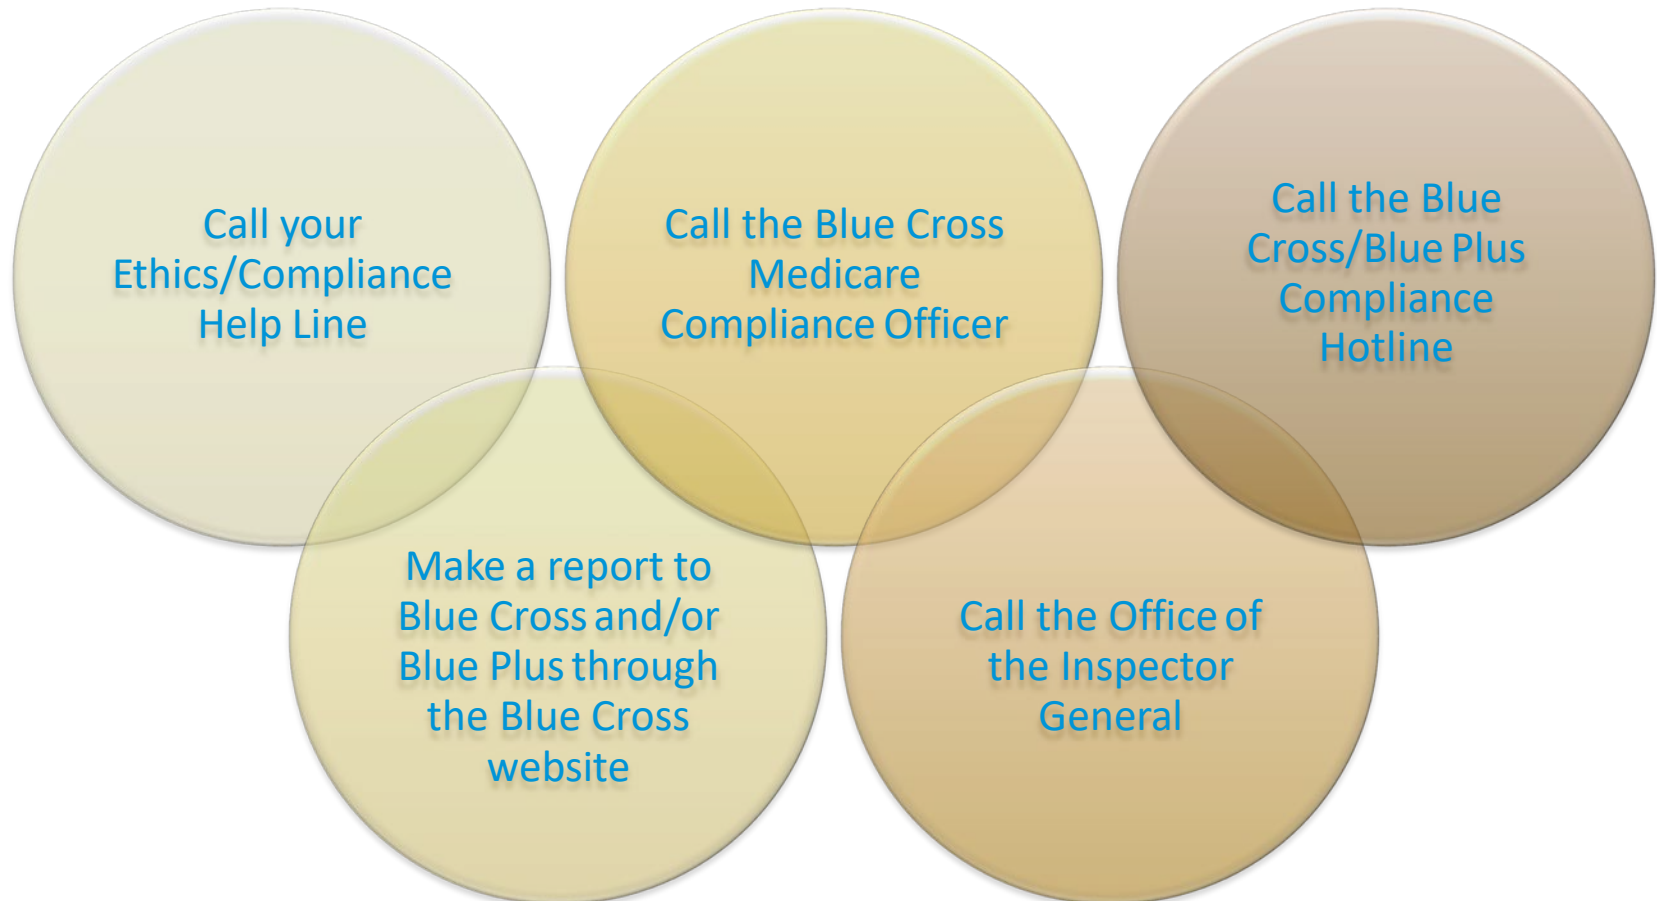 Call your
Ethics/Compliance
Help Line
Make a report to
Blue Cross and/or
Blue Plus through
the Blue Cross
website
Call the Blue Cross
Medicare
Compliance Officer
Call the Office of
the Inspector
General
Call the Blue
Cross/Blue Plus
Compliance
Hotline